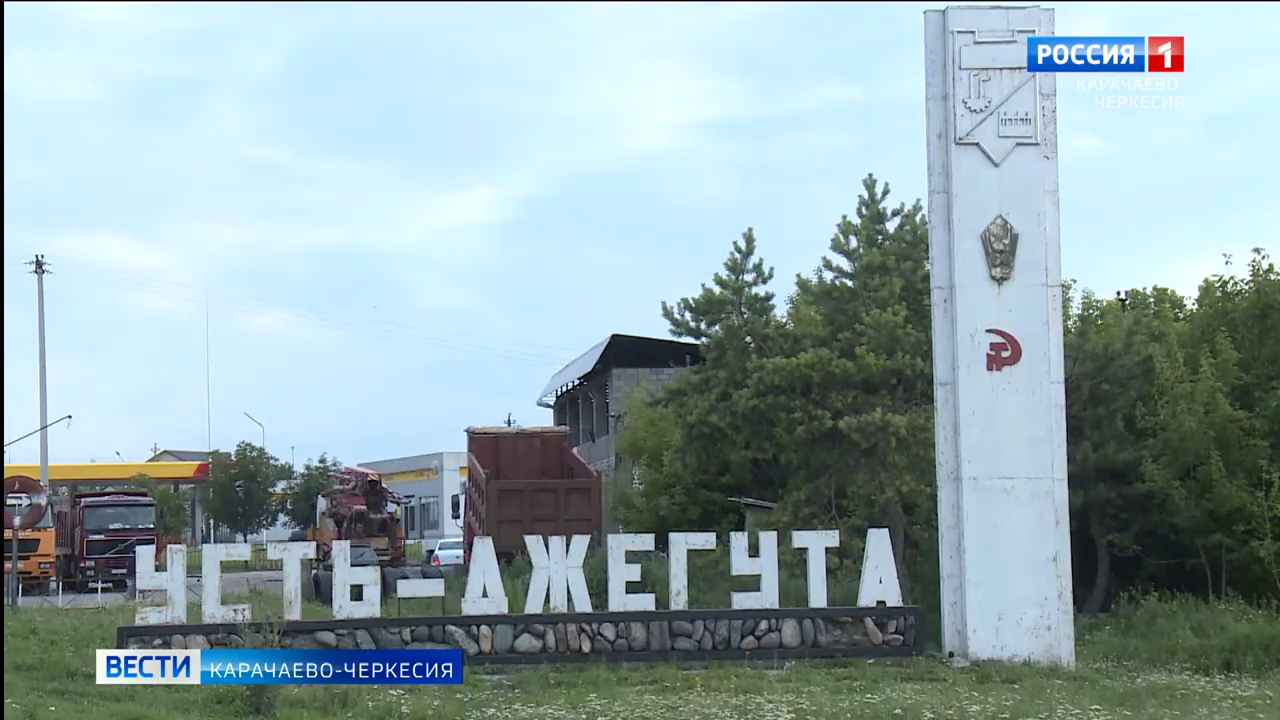 РОССИЯ 1
КАРАЧАЕВО
ЧЕРКЕСИЯ
УСТЬ-ДЖЕГУТА
ВЕСТИ КАРАЧАЕВО-ЧЕРКЕСИЯ